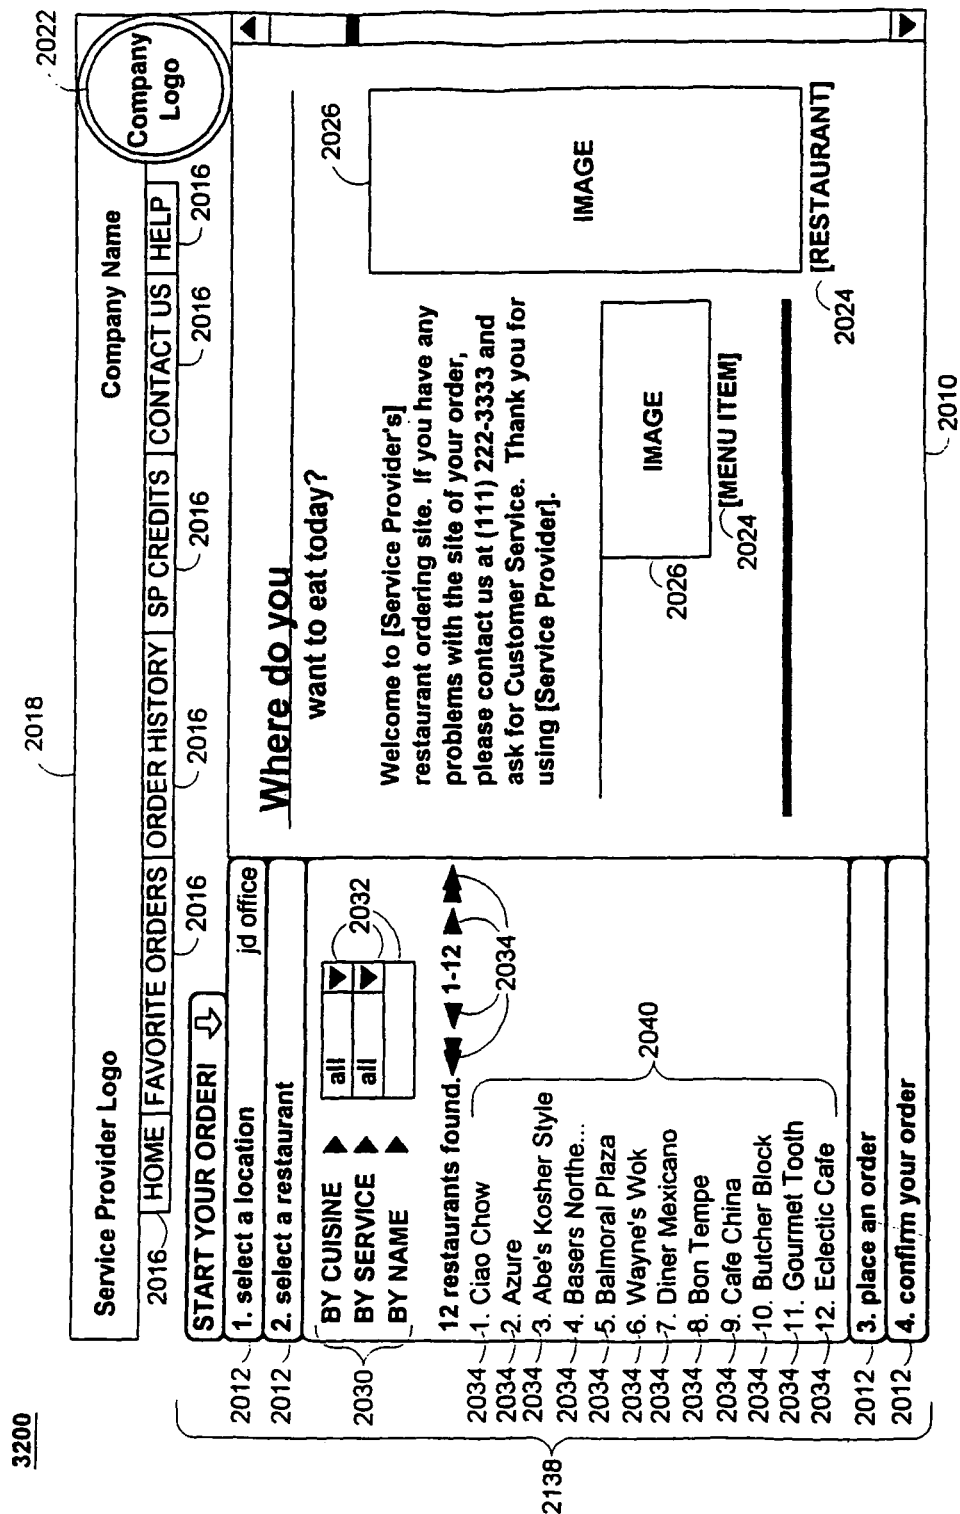 3200
2018
2022
Service Provider Logo
Company Name
Company
Logo
HOME
FAVORITE ORDERS
ORDER HISTORY
SP CREDITS
CONTACT US
HELP
2016
2016
2016
2016
2016
2016
START YOUR ORDER!
2012
1. select a location
jd office
2012
2. select a restaurant
2030
BY CUISINE
all
BY SERVICE
all
BY NAME
2032
12 restaurants found.
1-12
2034
2034
1. Ciao Chow
2034
2. Azure
2034
3. Abe's Kosher Style
2034
4. Basers Northe...
2034
5. Balmoral Plaza
2034
6. Wayne's Wok
2034
7. Diner Mexicano
2034
8. Bon Tempe
2034
9. Cafe China
2034
10. Butcher Block
2034
11. Gourmet Tooth
2034
12. Eclectic Cafe
2040
2012
3. place an order
2012
4. confirm your order
2138
Where do you
want to eat today?
Welcome to [Service Provider's]
restaurant ordering site. If you have any
problems with the site of your order,
please contact us at (111) 222-3333 and
ask for Customer Service. Thank you for
using [Service Provider].
IMAGE
2026
[MENU ITEM]
2024
2026
IMAGE
[RESTAURANT]
2024
2010